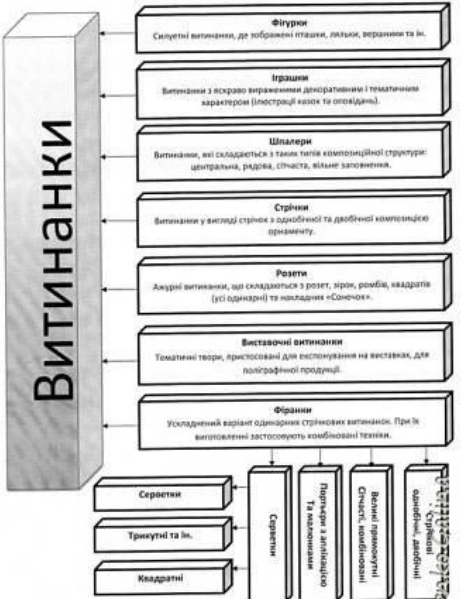 Витинанки
Фігурки
Силуетні витинанки, де зображені пташки, ляльки, вершники та ін.
Іграшки
Витинанки з яскраво вираженими декоративним і тематичним
характером (ілюстрації казок та оповідань).
Шпалери
Витинанки, які складаються з таких типів композиційної структури:
центральна, рядова, сітчаста, вільне заповнення.
Стрічки
Витинанки у вигляді стрічок з однобічної та двобічної композицією
орнаменту.
Розети
Ажурні витинанки, що складаються з розет, зірок, ромбів, квадратів
(усі одинарні) та накладних «Сонечок».
Виставочні витинанки
Тематичні твори, пристосовані для експонування на виставках, для
поліграфічної продукції.
Фіранки
Ускладнений варіант одинарних стрічкових витинанок. При їх
виготовленні застосовують комбіновані техніки.
Серветки
Трикутні та ін.
Квадратні
Серветки
Портьєри з аплікацією
Та малюнками
Великі прямокутні
Сітчасті, комбіновані
Стрічкові
однобічні, двобічні